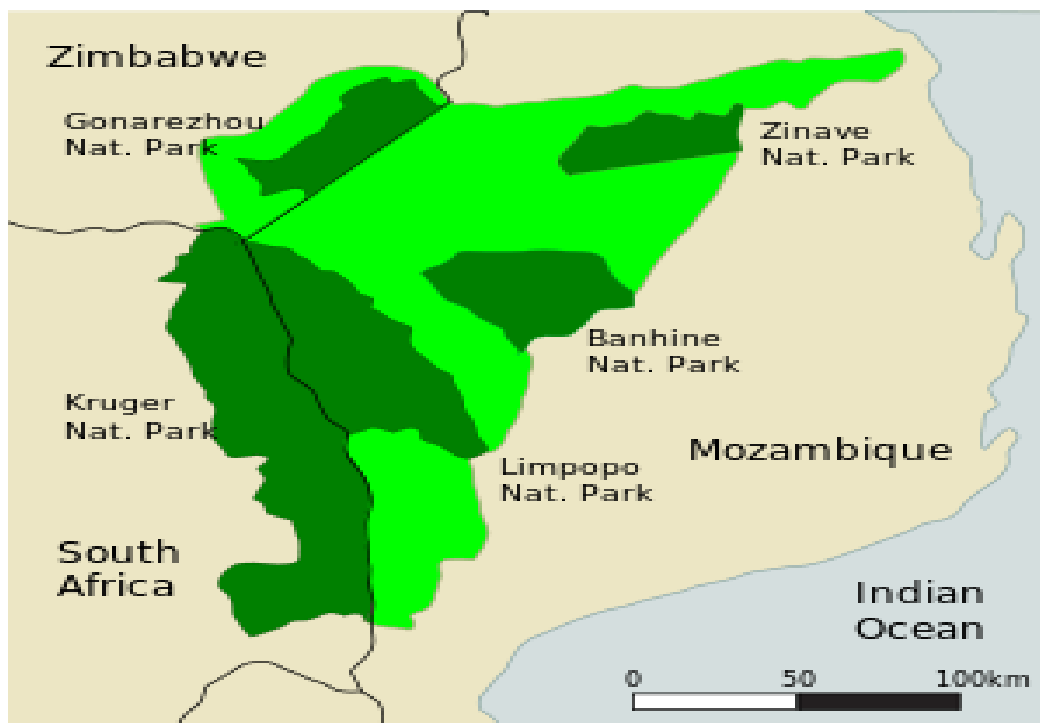 Zimbabwe
Gonarezhou
Nat. Park
Zinave
Nat. Park
Banhine
Nat. Park
Kruger
Nat. Park
Mozambique
Limpopo
Nat. Park
South
Africa
Indian
Ocean
0 50 100km